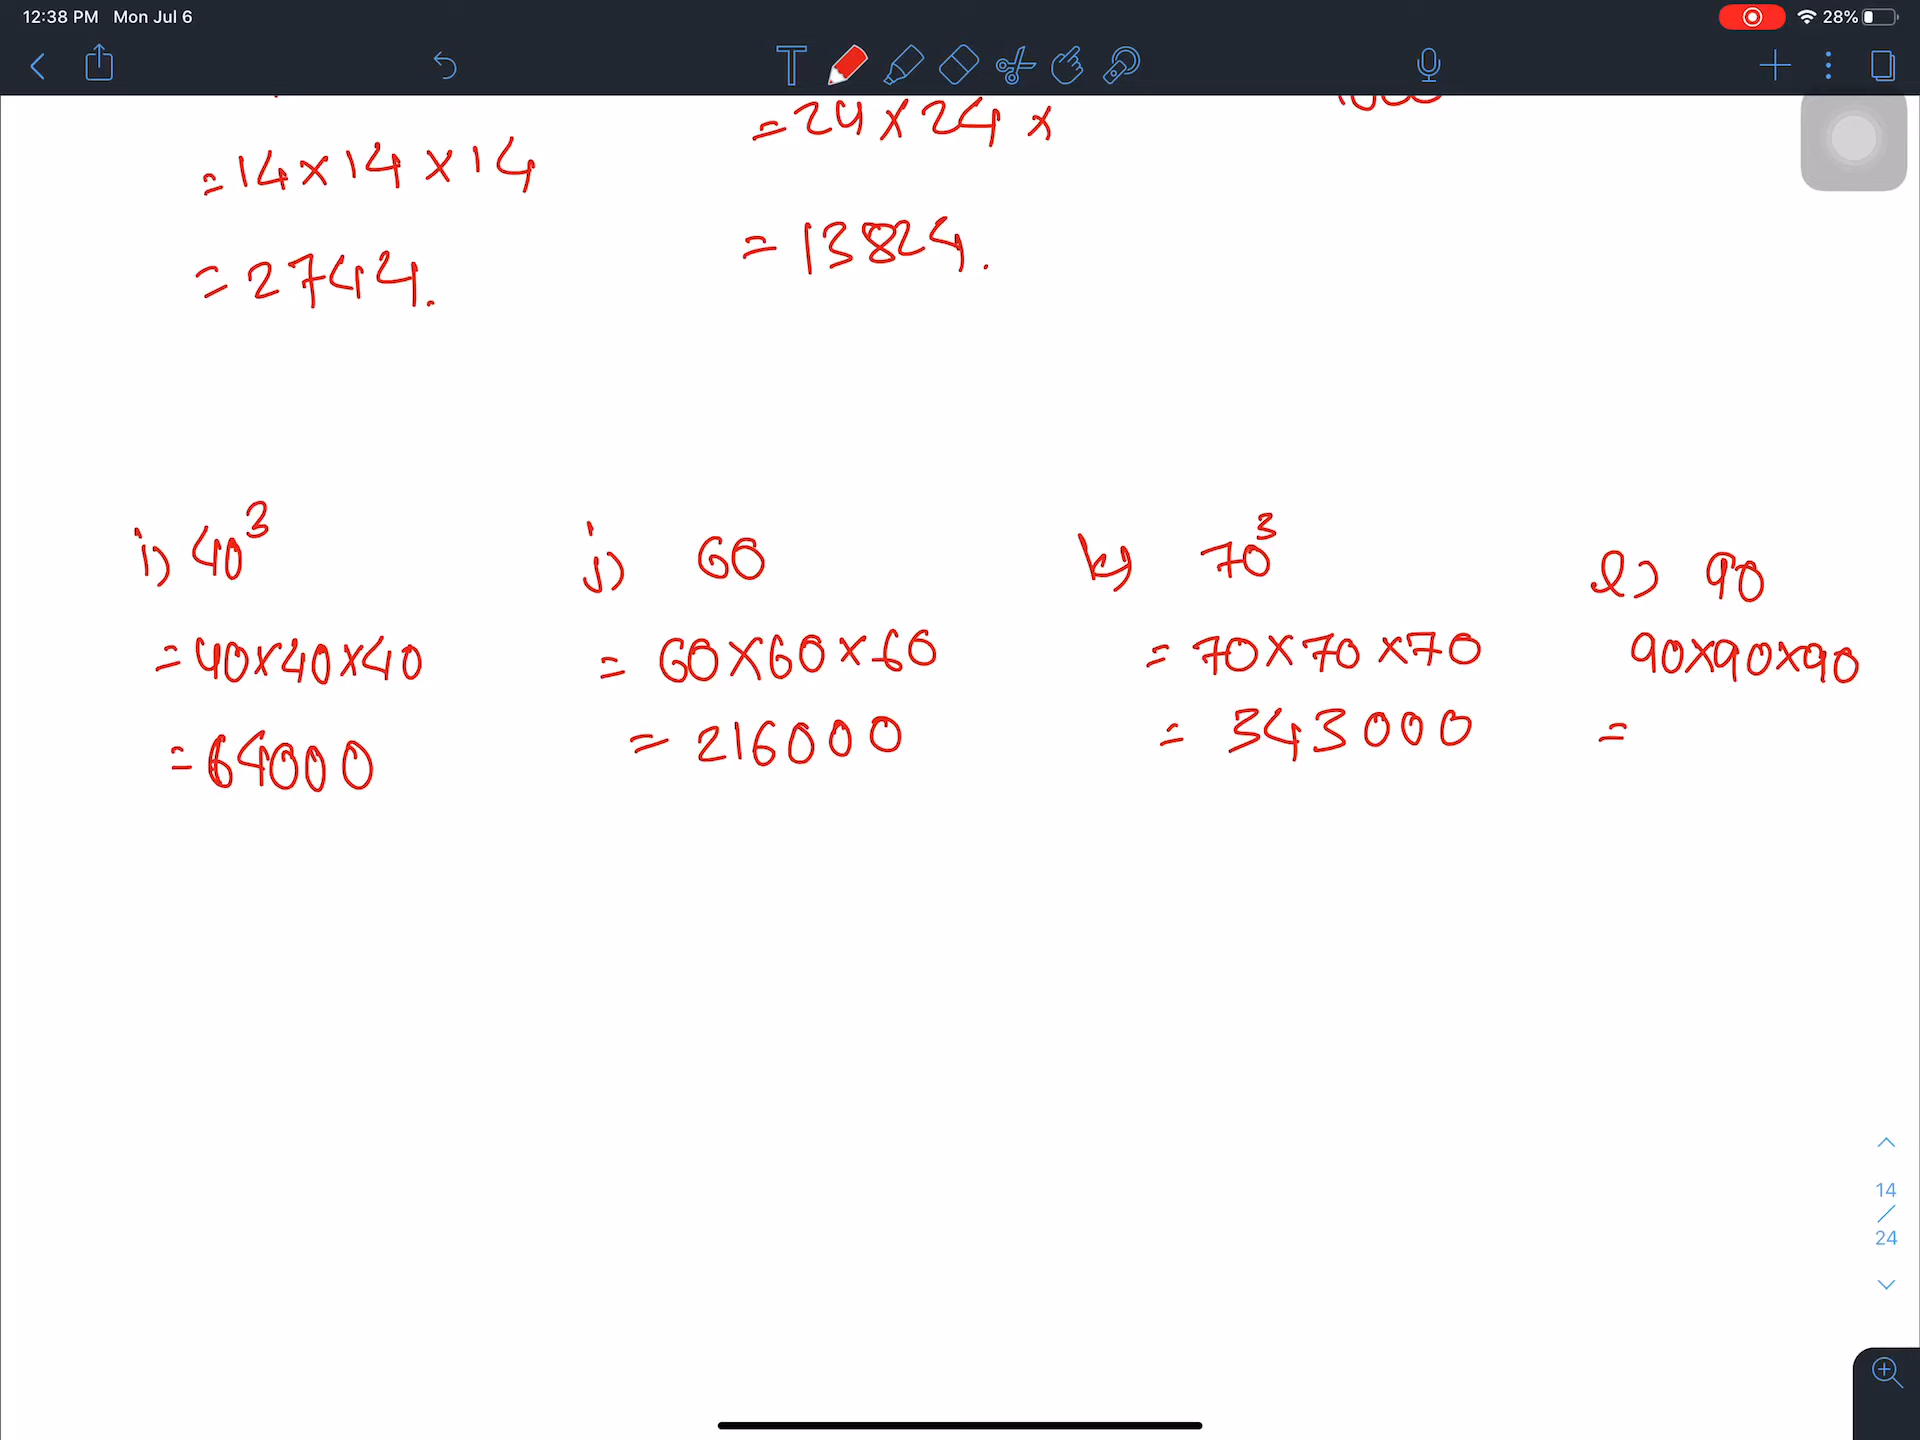 12:38 PM Mon Jul 6
28%
T
=24×24×
=14×14×14
=13824.
=2744.
i) 40³
j) 60
k) 70³
l) 90
=40×40×40
=60×60×60
=70×70×70
90×90×90
=64000
=216000
=343000
=
14
/
24